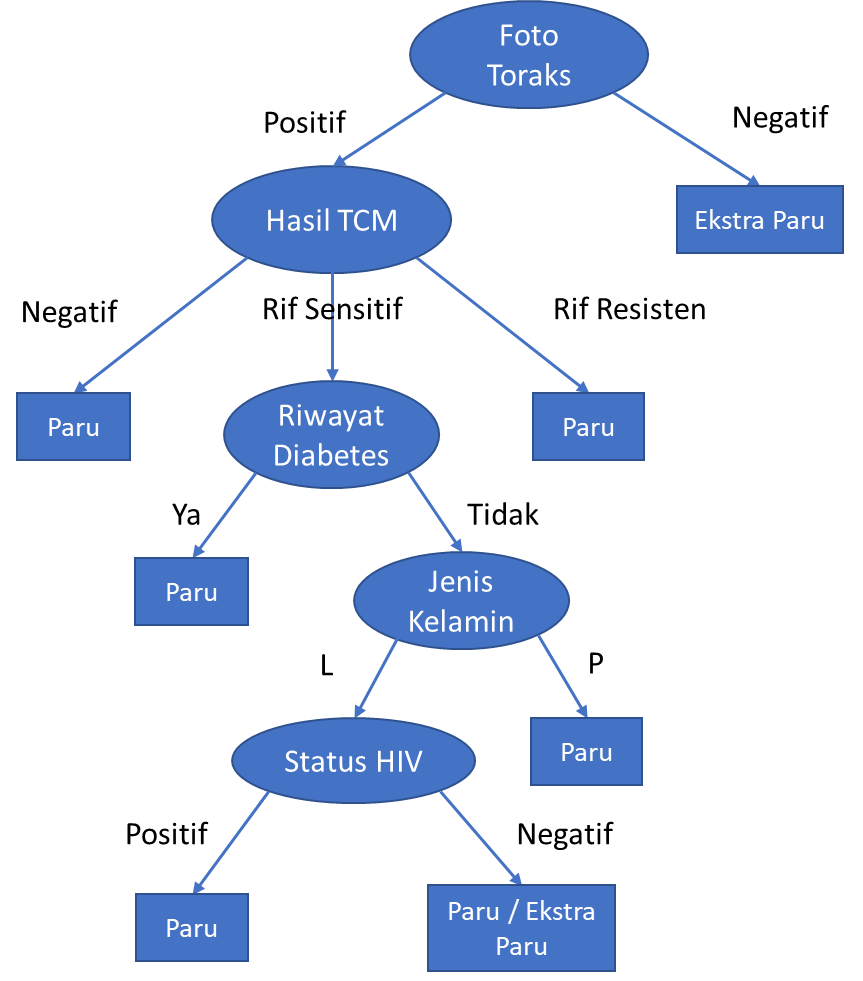 Foto
Toraks
Positif
Negatif
Hasil TCM
Ekstra Paru
Negatif
Rif Sensitif
Rif Resisten
Paru
Riwayat
Diabetes
Paru
Ya
Tidak
Paru
Jenis
Kelamin
L
P
Status HIV
Paru
Positif
Negatif
Paru
Paru / Ekstra
Paru